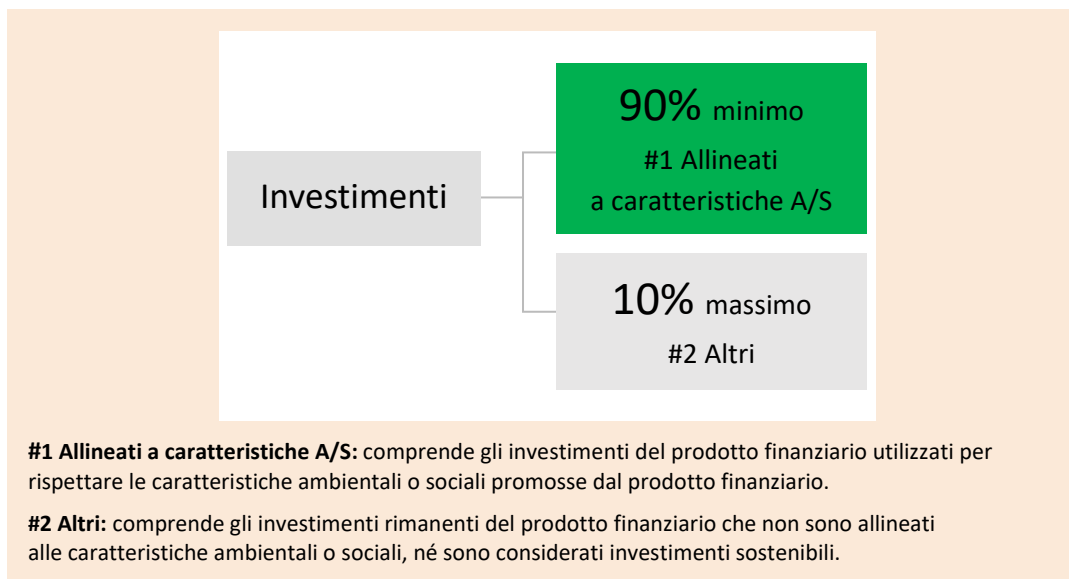 Investimenti
90% minimo
#1 Allineati
a caratteristiche A/S
10% massimo
#2 Altri
#1 Allineati a caratteristiche A/S: comprende gli investimenti del prodotto finanziario utilizzati per
rispettare le caratteristiche ambientali o sociali promosse dal prodotto finanziario.
#2 Altri: comprende gli investimenti rimanenti del prodotto finanziario che non sono allineati
alle caratteristiche ambientali o sociali, né sono considerati investimenti sostenibili.